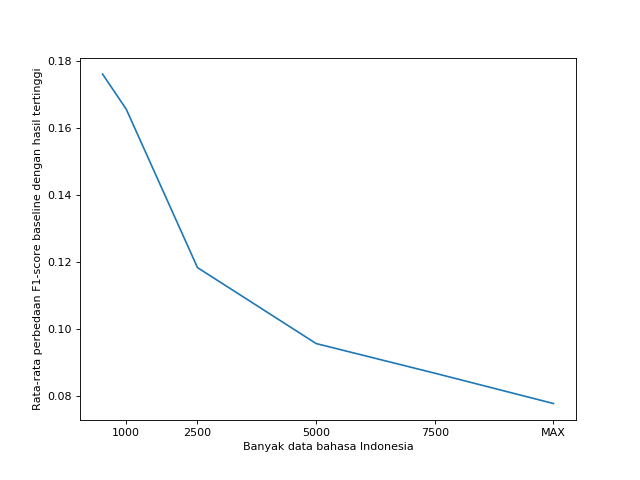 Rata-rata perbedaan F1-score baseline dengan hasil tertinggi
0.18
0.16
0.14
0.12
0.10
0.08
1000 2500 5000 7500 MAX
Banyak data bahasa Indonesia